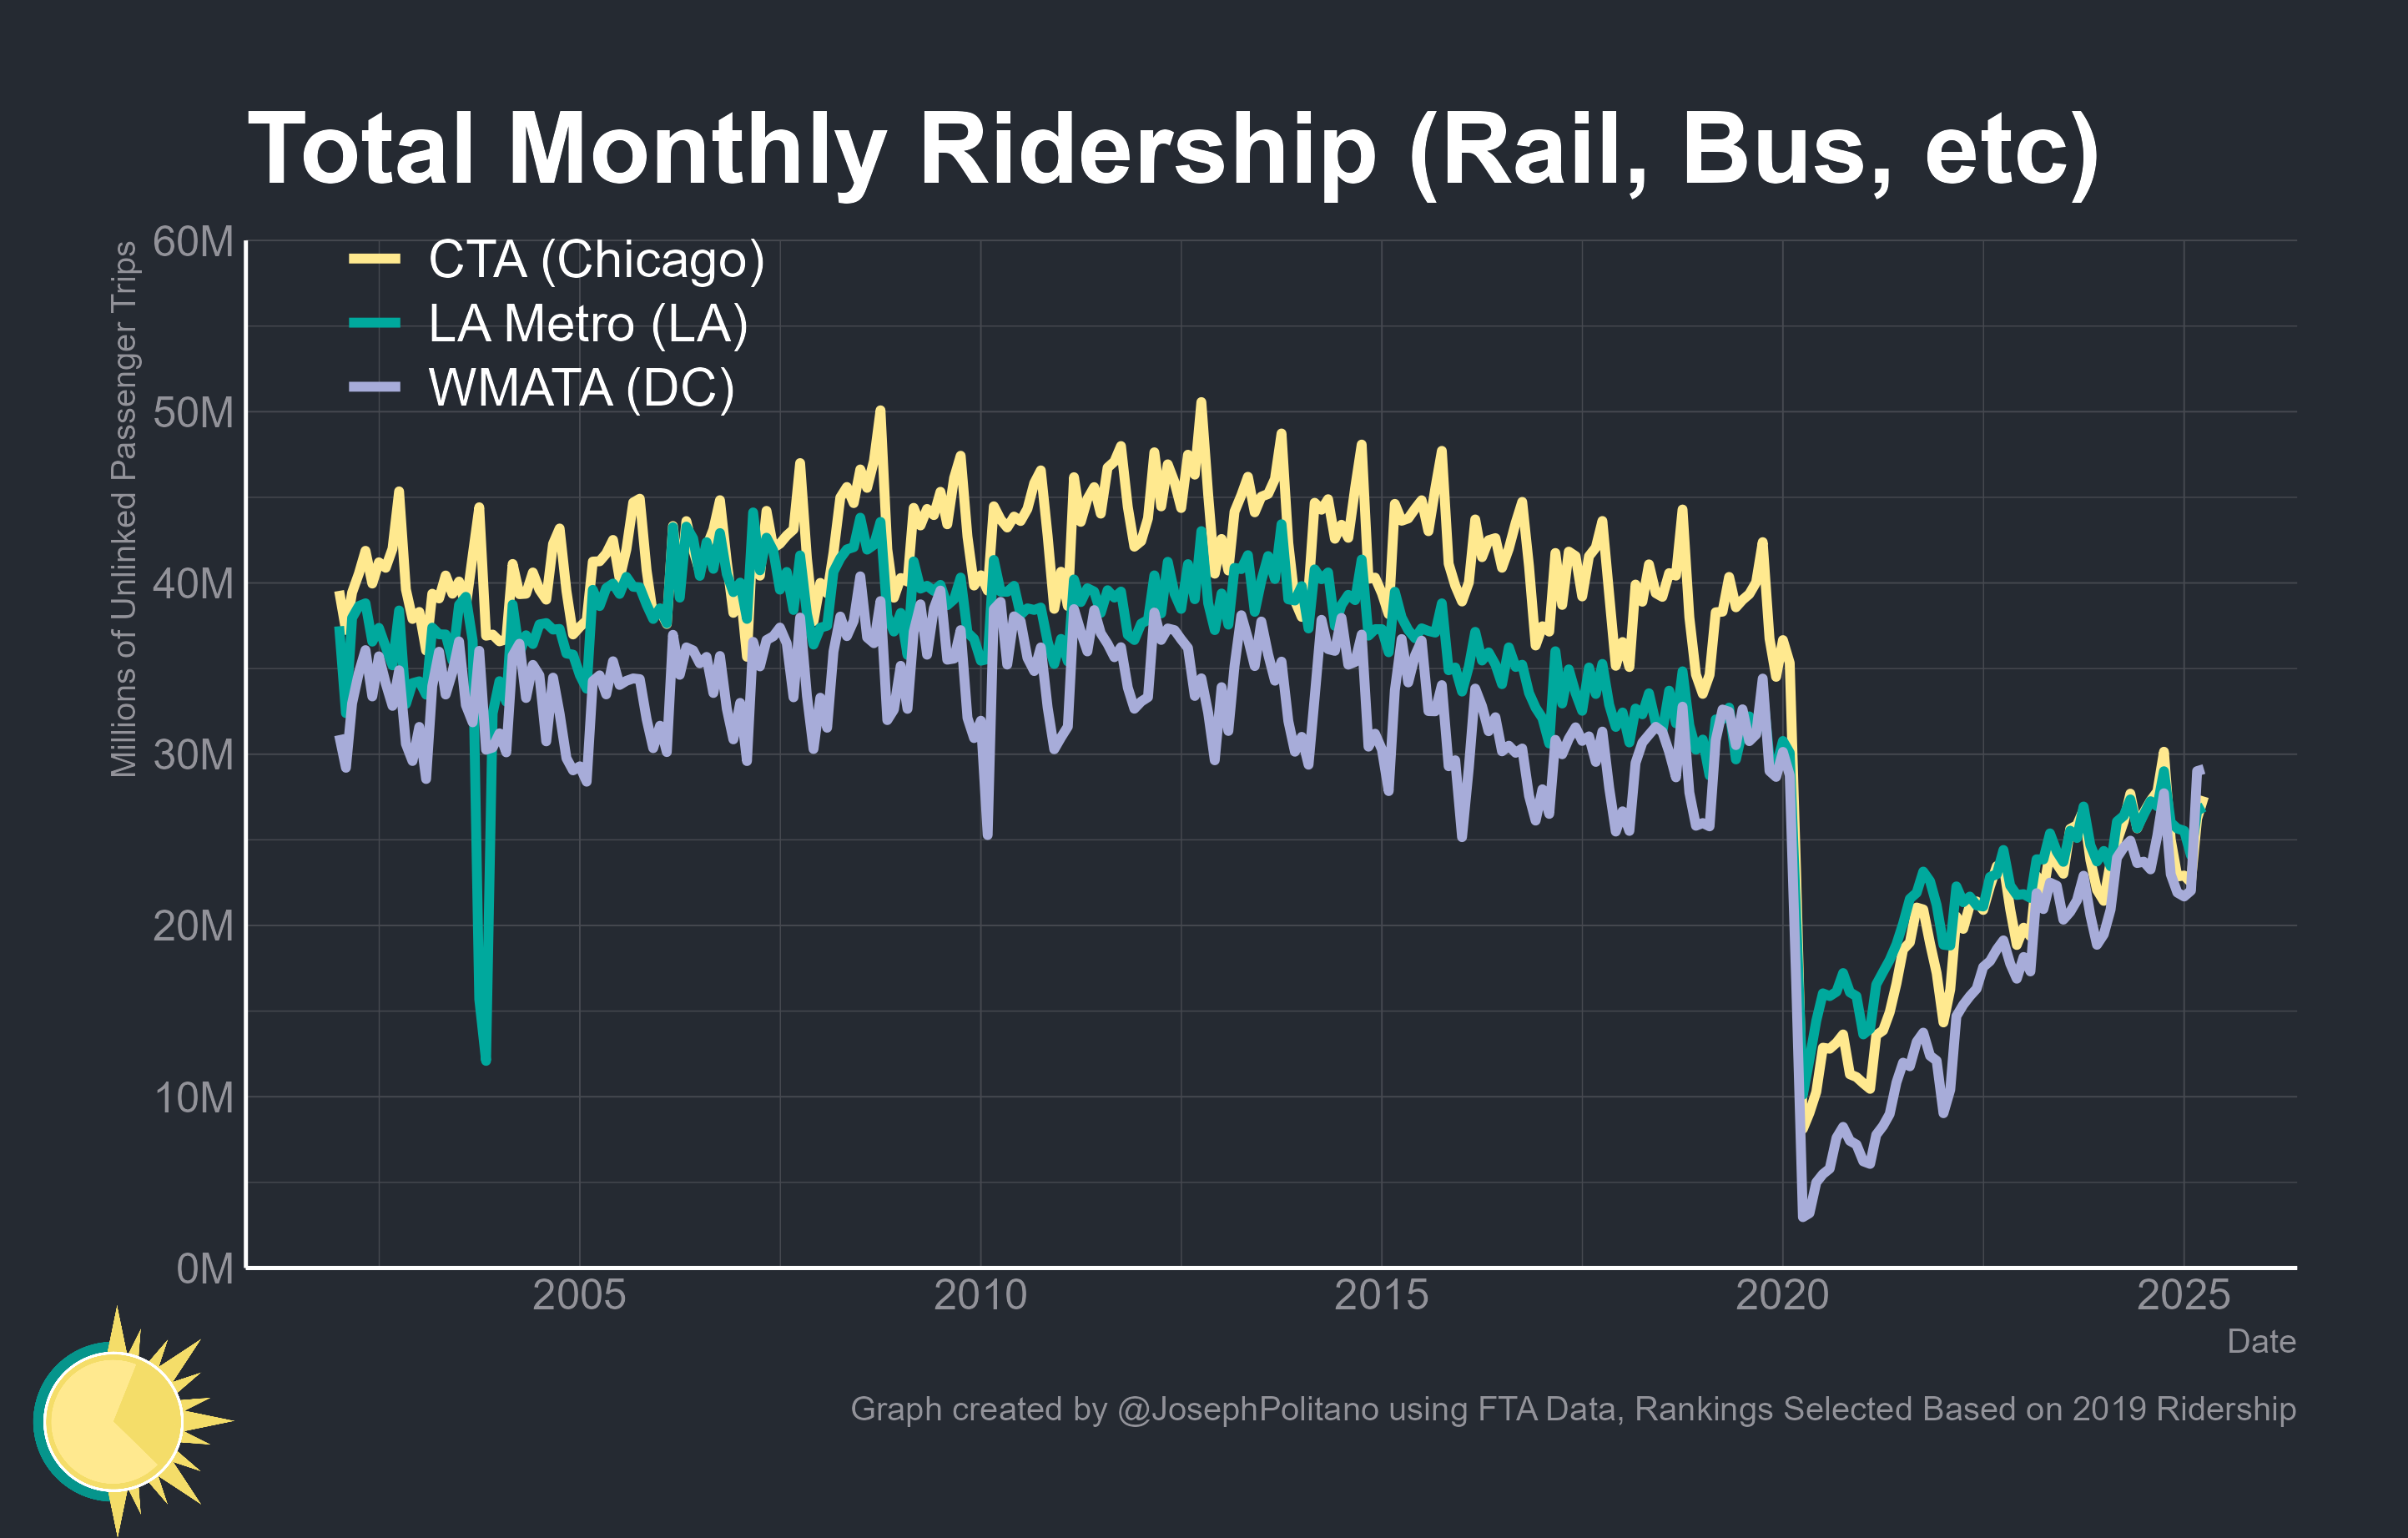 Total Monthly Ridership (Rail, Bus, etc)
Millions of Unlinked Passenger Trips
60M
50M
40M
30M
20M
10M
0M
CTA (Chicago)
LA Metro (LA)
WMATA (DC)
2005
2010
2015
2020
2025
Date
Graph created by @JosephPolitano using FTA Data, Rankings Selected Based on 2019 Ridership